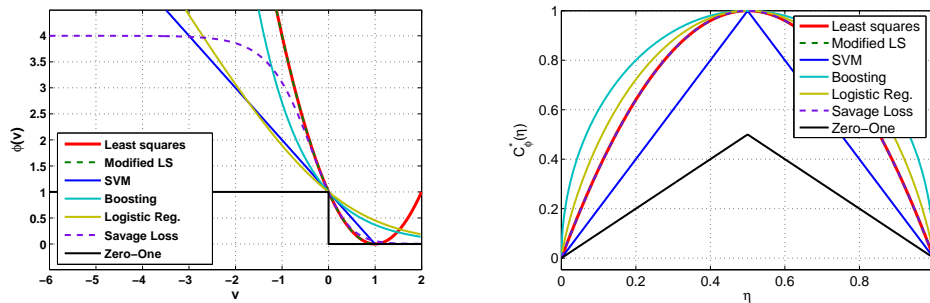 4
3.5
3
2.5
2
1.5
1
0.5
0
φ(v)
Least squares
Modified LS
SVM
Boosting
Logistic Reg.
Savage Loss
Zero−One
−6 −5 −4 −3 −2 −1 0 1 2
v
1
0.8
0.6
0.4
0.2
0
C*ϕ(η)
Least squares
Modified LS
SVM
Boosting
Logistic Reg.
Savage Loss
Zero−One
0 0.2 0.4 0.6 0.8
η